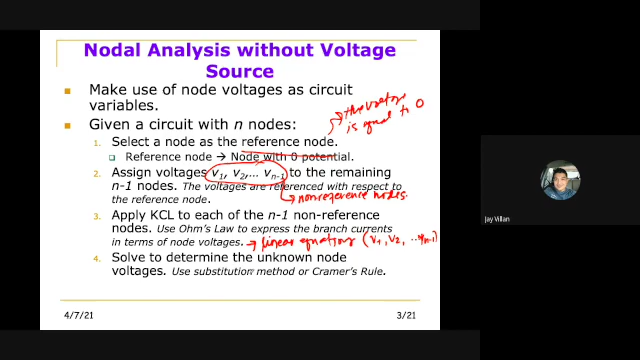 Nodal Analysis without Voltage
Source
Make use of node voltages as circuit
variables.
→ the voltage
is equal to 0
Given a circuit with n nodes:
1. Select a node as the reference node.
Reference node → Node with 0 potential.
2. Assign voltages v1, v2,... vn-1 to the remaining
n-1 nodes. The voltages are referenced with respect to
the reference node.
→ nonreference nodes.
3. Apply KCL to each of the n-1 non-reference
nodes. Use Ohm's Law to express the branch currents
in terms of node voltages. → linear equations (v1, v2, ... vn-1)
4. Solve to determine the unknown node
voltages. Use substitution method or Cramer's Rule.
4/7/21
3/21
Jay Villan